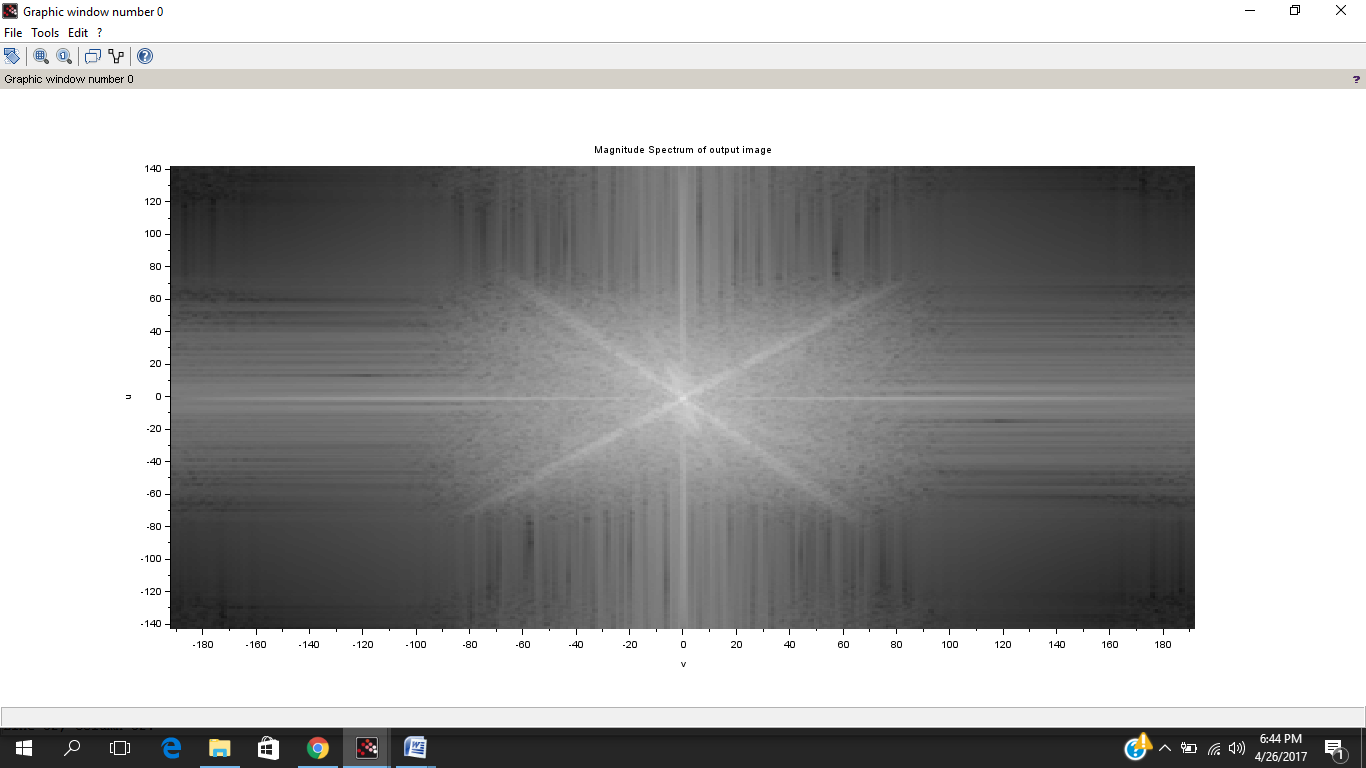 Graphic window number 0
File Tools Edit ?
Graphic window number 0 ?
Magnitude Spectrum of output image
140
120
100
80
60
40
20
u 0
-20
-40
-60
-80
-100
-120
-140
-180 -160 -140 -120 -100 -80 -60 -40 -20 0 20 40 60 80 100 120 140 160 180
v
6:44 PM
4/26/2017
1